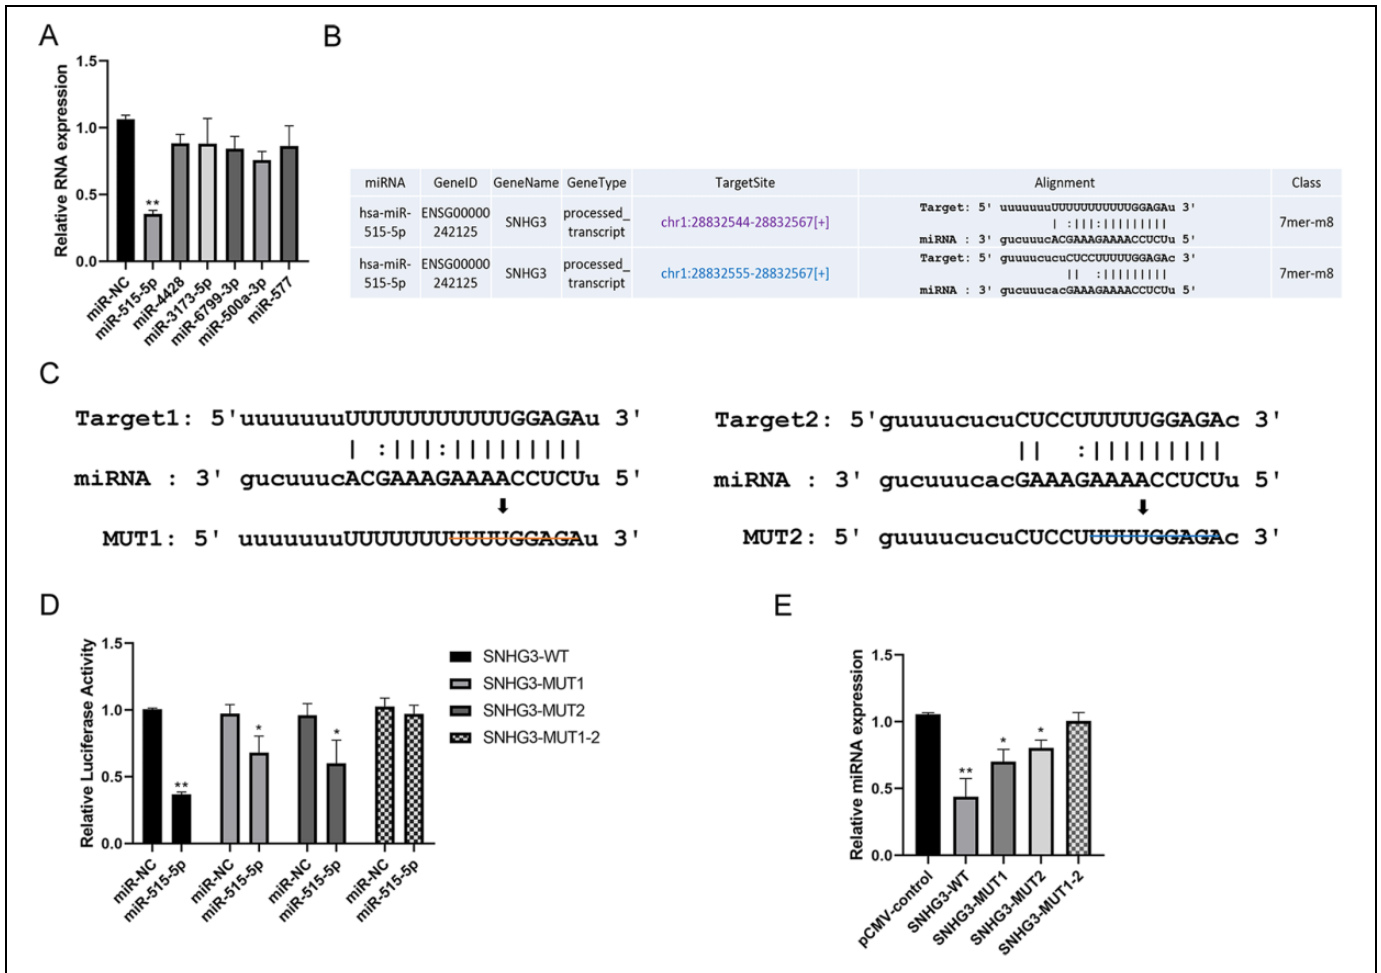 A
Relative RNA expression
1.5
1.0
0.5
0.0
**
miR-NC
miR-515-5p
miR-4428
miR-3173-5p
miR-6799-3p
miR-500a-3p
miR-577
B
miRNA GeneID GeneName GeneType TargetSite Alignment Class
hsa-miR-515-5p ENSG00000242125 SNHG3 processed_transcript chr1:28832544-28832567[+] 7mer-m8
Target: 5' uuuuuuuUUUUUUUUUUUGGAGAu 3'
| :|||:|||||||||
miRNA : 3' gucuuucACGAAAGAAAACCUCUu 5'
hsa-miR-515-5p ENSG00000242125 SNHG3 processed_transcript chr1:28832555-28832567[+] 7mer-m8
Target: 5' guuuucucuCUCCUUUUUGGAGAc 3'
|| :|||||||||
miRNA : 3' gucuuucacGAAAGAAAACCUCUu 5'
C
Target1: 5'uuuuuuuUUUUUUUUUUUGGAGAu 3'
| :|||:|||||||||
miRNA : 3' gucuuucACGAAAGAAAACCUCUu 5'
MUT1: 5' uuuuuuuUUUUUUUUUUUGGAGAu 3'
Target2: 5'guuuucucuCUCCUUUUUGGAGAc 3'
|| :|||||||||
miRNA : 3' gucuuucacGAAAGAAAACCUCUu 5'
MUT2: 5' guuuucucuCUCCUUUUUGGAGAc 3'
D
Relative Luciferase Activity
1.5
1.0
0.5
0.0
**
*
*
miR-NC
miR-515-5p
miR-NC
miR-515-5p
miR-NC
miR-515-5p
miR-NC
miR-515-5p
SNHG3-WT
SNHG3-MUT1
SNHG3-MUT2
SNHG3-MUT1-2
E
Relative miRNA expression
1.5
1.0
0.5
0.0
**
*
*
pCMV-control
SNHG3-WT
SNHG3-MUT1
SNHG3-MUT2
SNHG3-MUT1-2